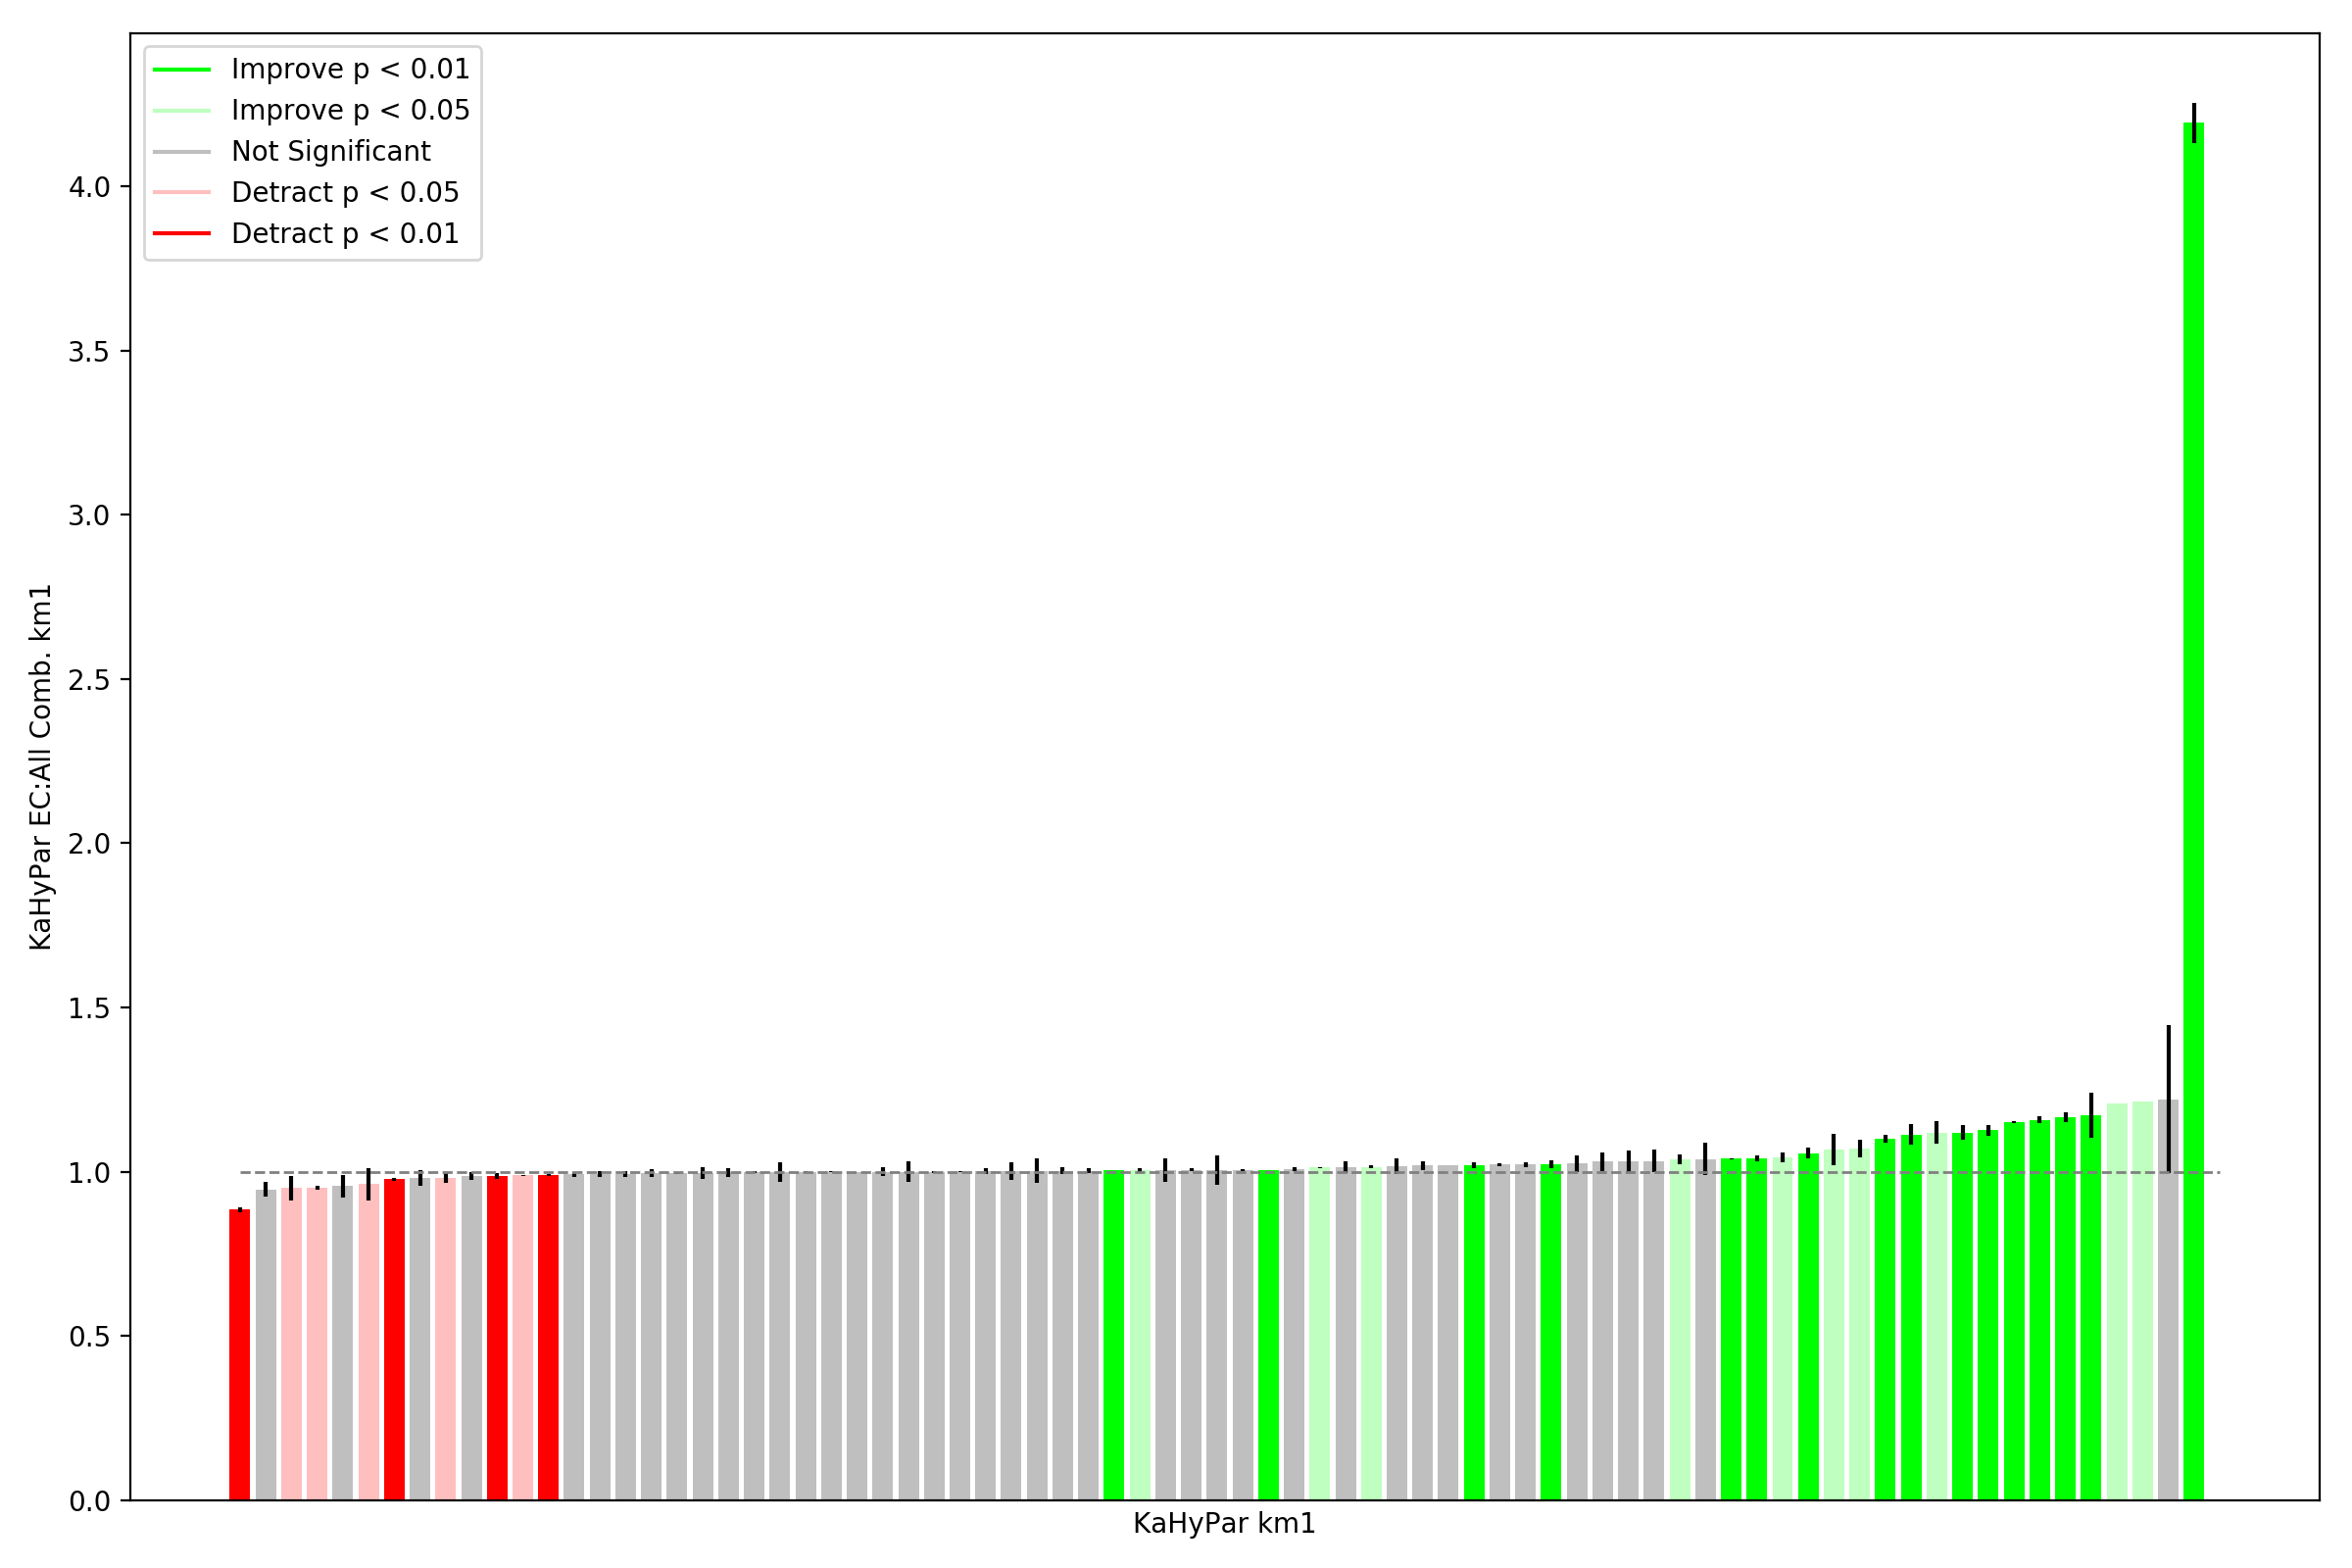 Improve p < 0.01
Improve p < 0.05
Not Significant
Detract p < 0.05
Detract p < 0.01
4.0
3.5
3.0
2.5
2.0
1.5
1.0
0.5
0.0
KaHyPar EC:All Comb. km1
KaHyPar km1